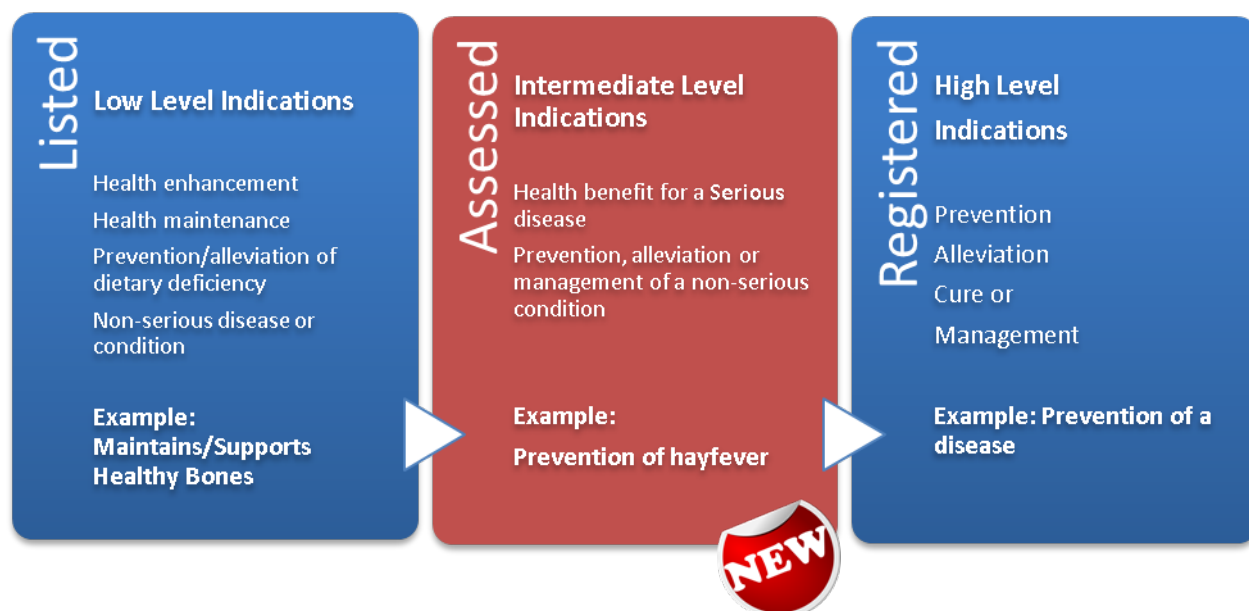 Listed
Low Level Indications
Health enhancement
Health maintenance
Prevention/alleviation of
dietary deficiency
Non-serious disease or
condition
Example:
Maintains/Supports
Healthy Bones
Assessed
Intermediate Level
Indications
Health benefit for a Serious
disease
Prevention, alleviation or
management of a non-serious
condition
Example:
Prevention of hayfever
NEW
Registered
High Level
Indications
Prevention
Alleviation
Cure or
Management
Example: Prevention of a
disease